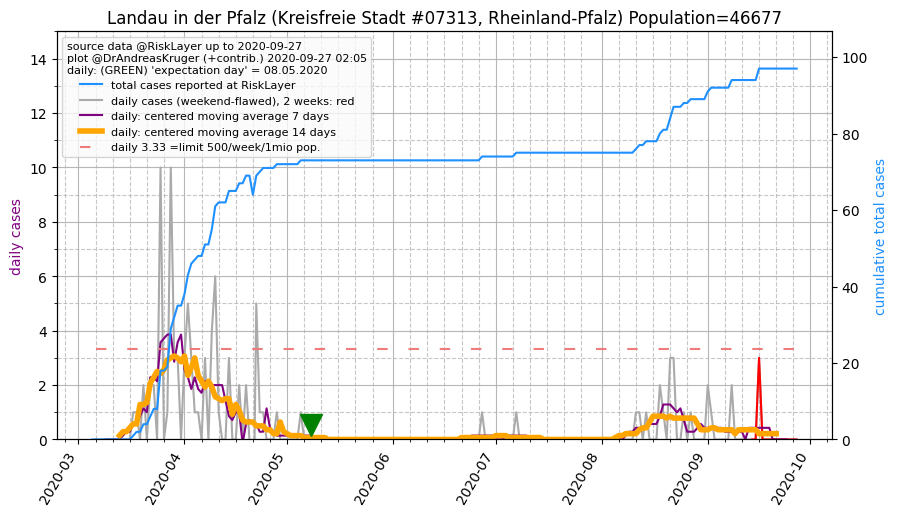 Landau in der Pfalz (Kreisfreie Stadt #07313, Rheinland-Pfalz) Population=46677
source data @RiskLayer up to 2020-09-27
plot @DrAndreasKruger (+contrib.) 2020-09-27 02:05
daily: (GREEN) 'expectation day' = 08.05.2020
total cases reported at RiskLayer
daily cases (weekend-flawed), 2 weeks: red
daily: centered moving average 7 days
daily: centered moving average 14 days
daily 3.33 =limit 500/week/1mio pop.
daily cases
14
12
10
8
6
4
2
0
cumulative total cases
100
80
60
40
20
0
2020-03
2020-04
2020-05
2020-06
2020-07
2020-08
2020-09
2020-10